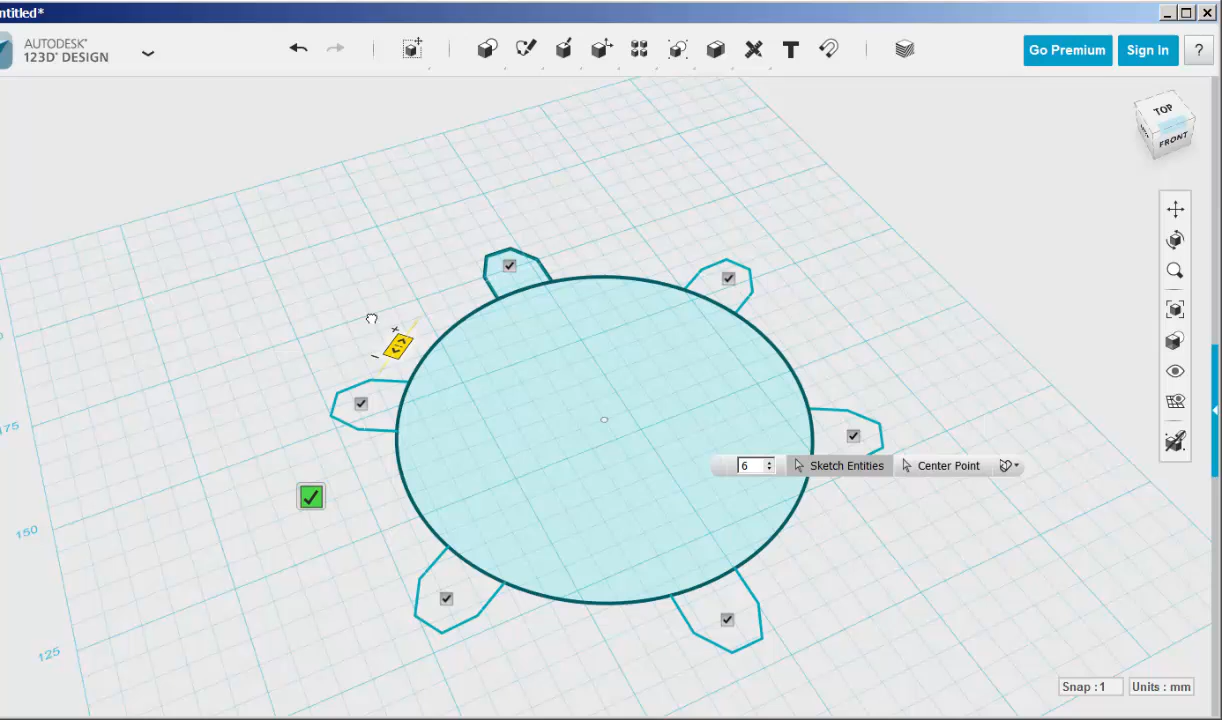 ntitled*
AUTODESK®
123D® DESIGN
T
Go Premium
Sign In
?
TOP
FRONT
175
150
125
6
Sketch Entities
Center Point
Snap : 1
Units : mm